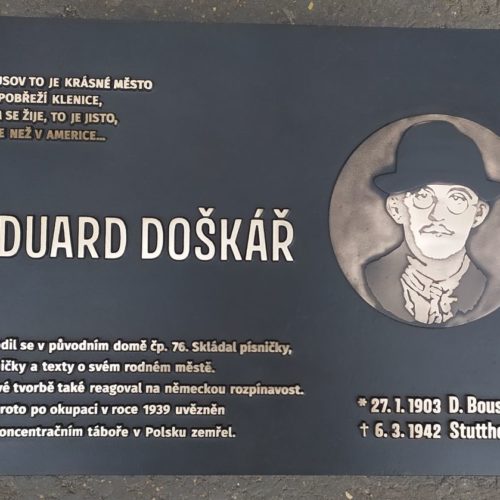 USOV TO JE KRÁSNÉ MĚSTO
POBŘEŽÍ KLENICE,
SE ŽIJE, TO JE JISTO,
NEŽ V AMERICE...
DUARD DOŠKÁŘ
dil se v původním domě čp. 76. Skládal písničky,
ničky a texty o svém rodném městě.
vé tvorbě také reagoval na německou rozpínavost.
roto po okupaci v roce 1939 uvězněn
oncentračním táboře v Polsku zemřel.
* 27. 1. 1903 D. Bous
† 6. 3. 1942 Stutth